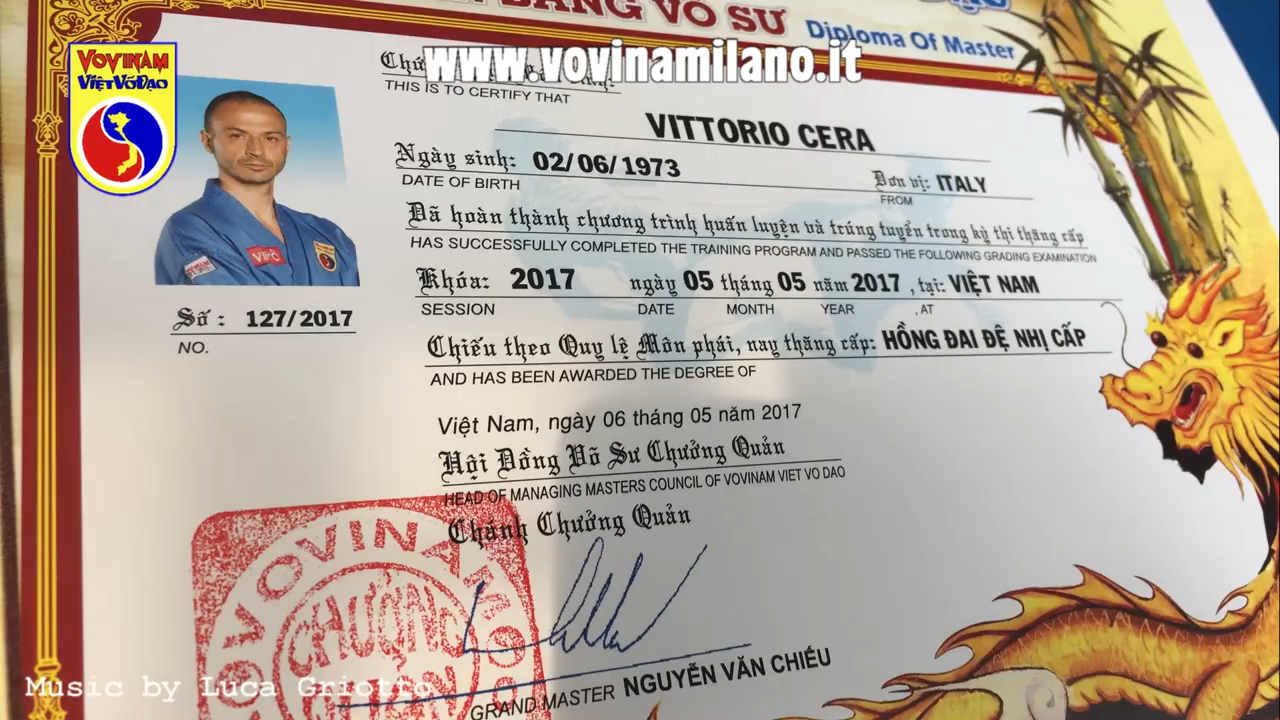 BẰNG VÕ SƯ Diploma Of Master
www.vovinamilano.it
VOVINAM
VIỆT VÕ ĐẠO
THIS IS TO CERTIFY THAT
VITTORIO CERA
Ngày sinh: 02/06/1973
DATE OF BIRTH
Đơn vị: ITALY
FROM
Đã hoàn thành chương trình huấn luyện và trúng tuyển trong kỳ thi thăng cấp
HAS SUCCESSFULLY COMPLETED THE TRAINING PROGRAM AND PASSED THE FOLLOWING GRADING EXAMINATION
Khóa: 2017 ngày 05 tháng 05 năm 2017 , tại: VIỆT NAM
SESSION DATE MONTH YEAR , AT
Số : 127/2017
NO.
Chiếu theo Quy lệ Môn phái, nay thăng cấp: HỒNG ĐAI ĐỆ NHỊ CẤP
AND HAS BEEN AWARDED THE DEGREE OF
Việt Nam, ngày 06 tháng 05 năm 2017
Hội Đồng Võ Sư Chưởng Quản
HEAD OF MANAGING MASTERS COUNCIL OF VOVINAM VIET VO DAO
Chánh Chưởng Quản
VOVINA
CHƯỞNG
QUẢN
GRAND MASTER NGUYỄN VĂN CHIẾU
Music by Luca Griotto